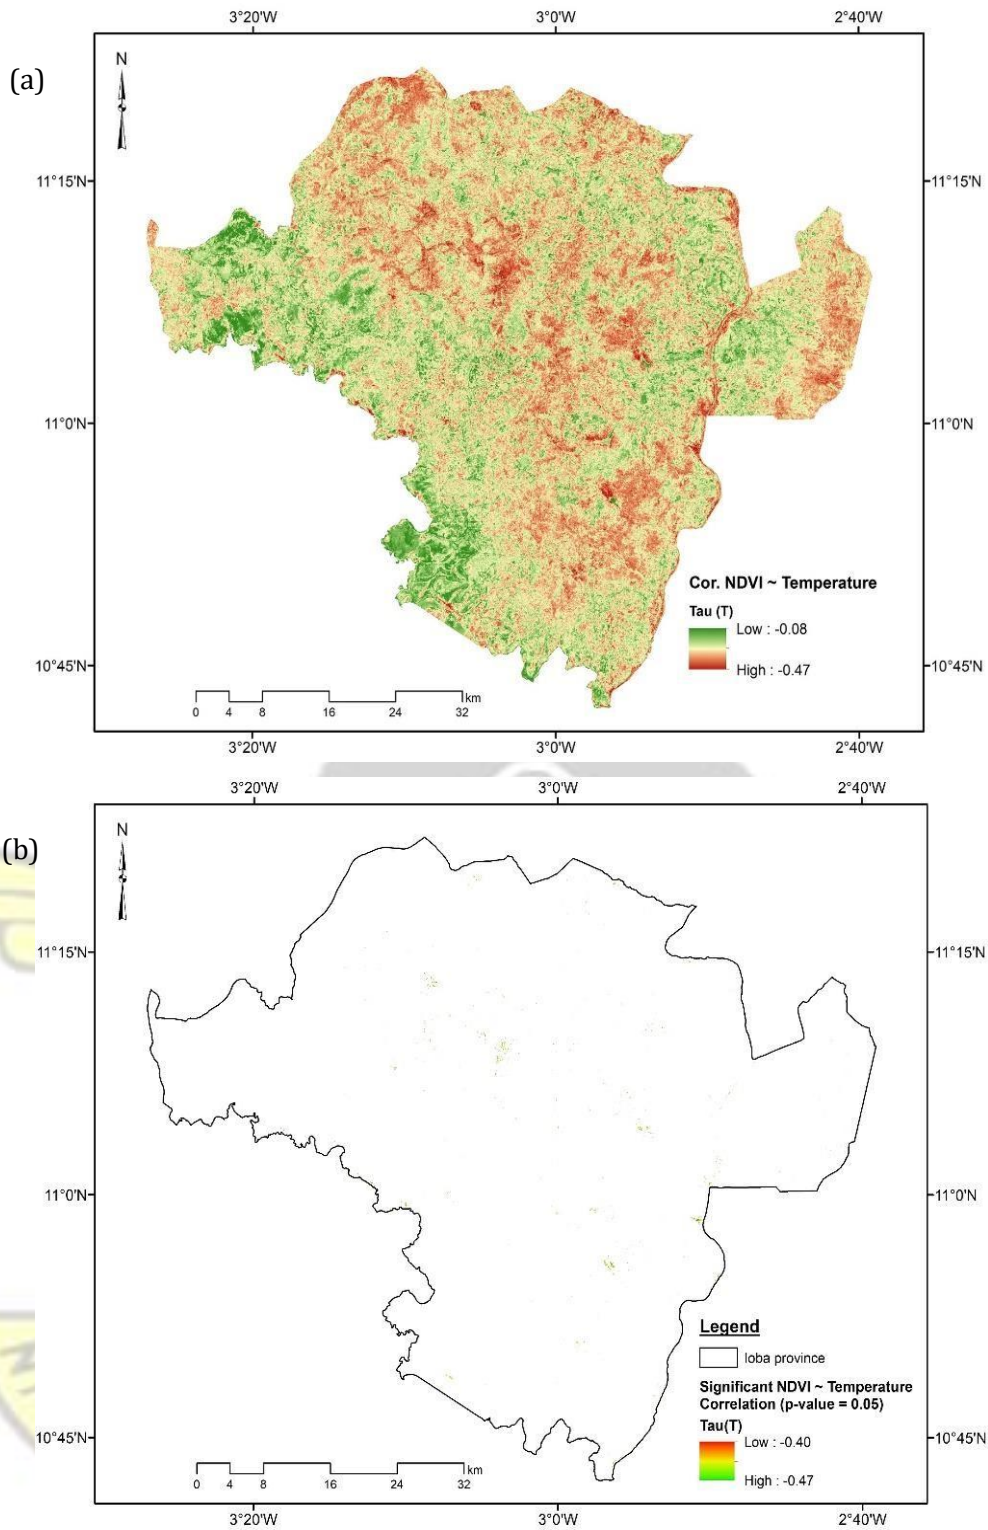 3°20'W 3°0'W 2°40'W
(a)
N
11°15'N 11°15'N
11°0'N 11°0'N
Cor. NDVI ~ Temperature
Tau (T)
Low : -0.08
High : -0.47
10°45'N 10°45'N
km
0 4 8 16 24 32
3°20'W 3°0'W 2°40'W
3°20'W 3°0'W 2°40'W
(b)
N
11°15'N 11°15'N
11°0'N 11°0'N
Legend
Ioba province
Significant NDVI ~ Temperature
Correlation (p-value = 0.05)
Tau(T)
Low : -0.40
High : -0.47
10°45'N 10°45'N
km
0 4 8 16 24 32
3°20'W 3°0'W 2°40'W